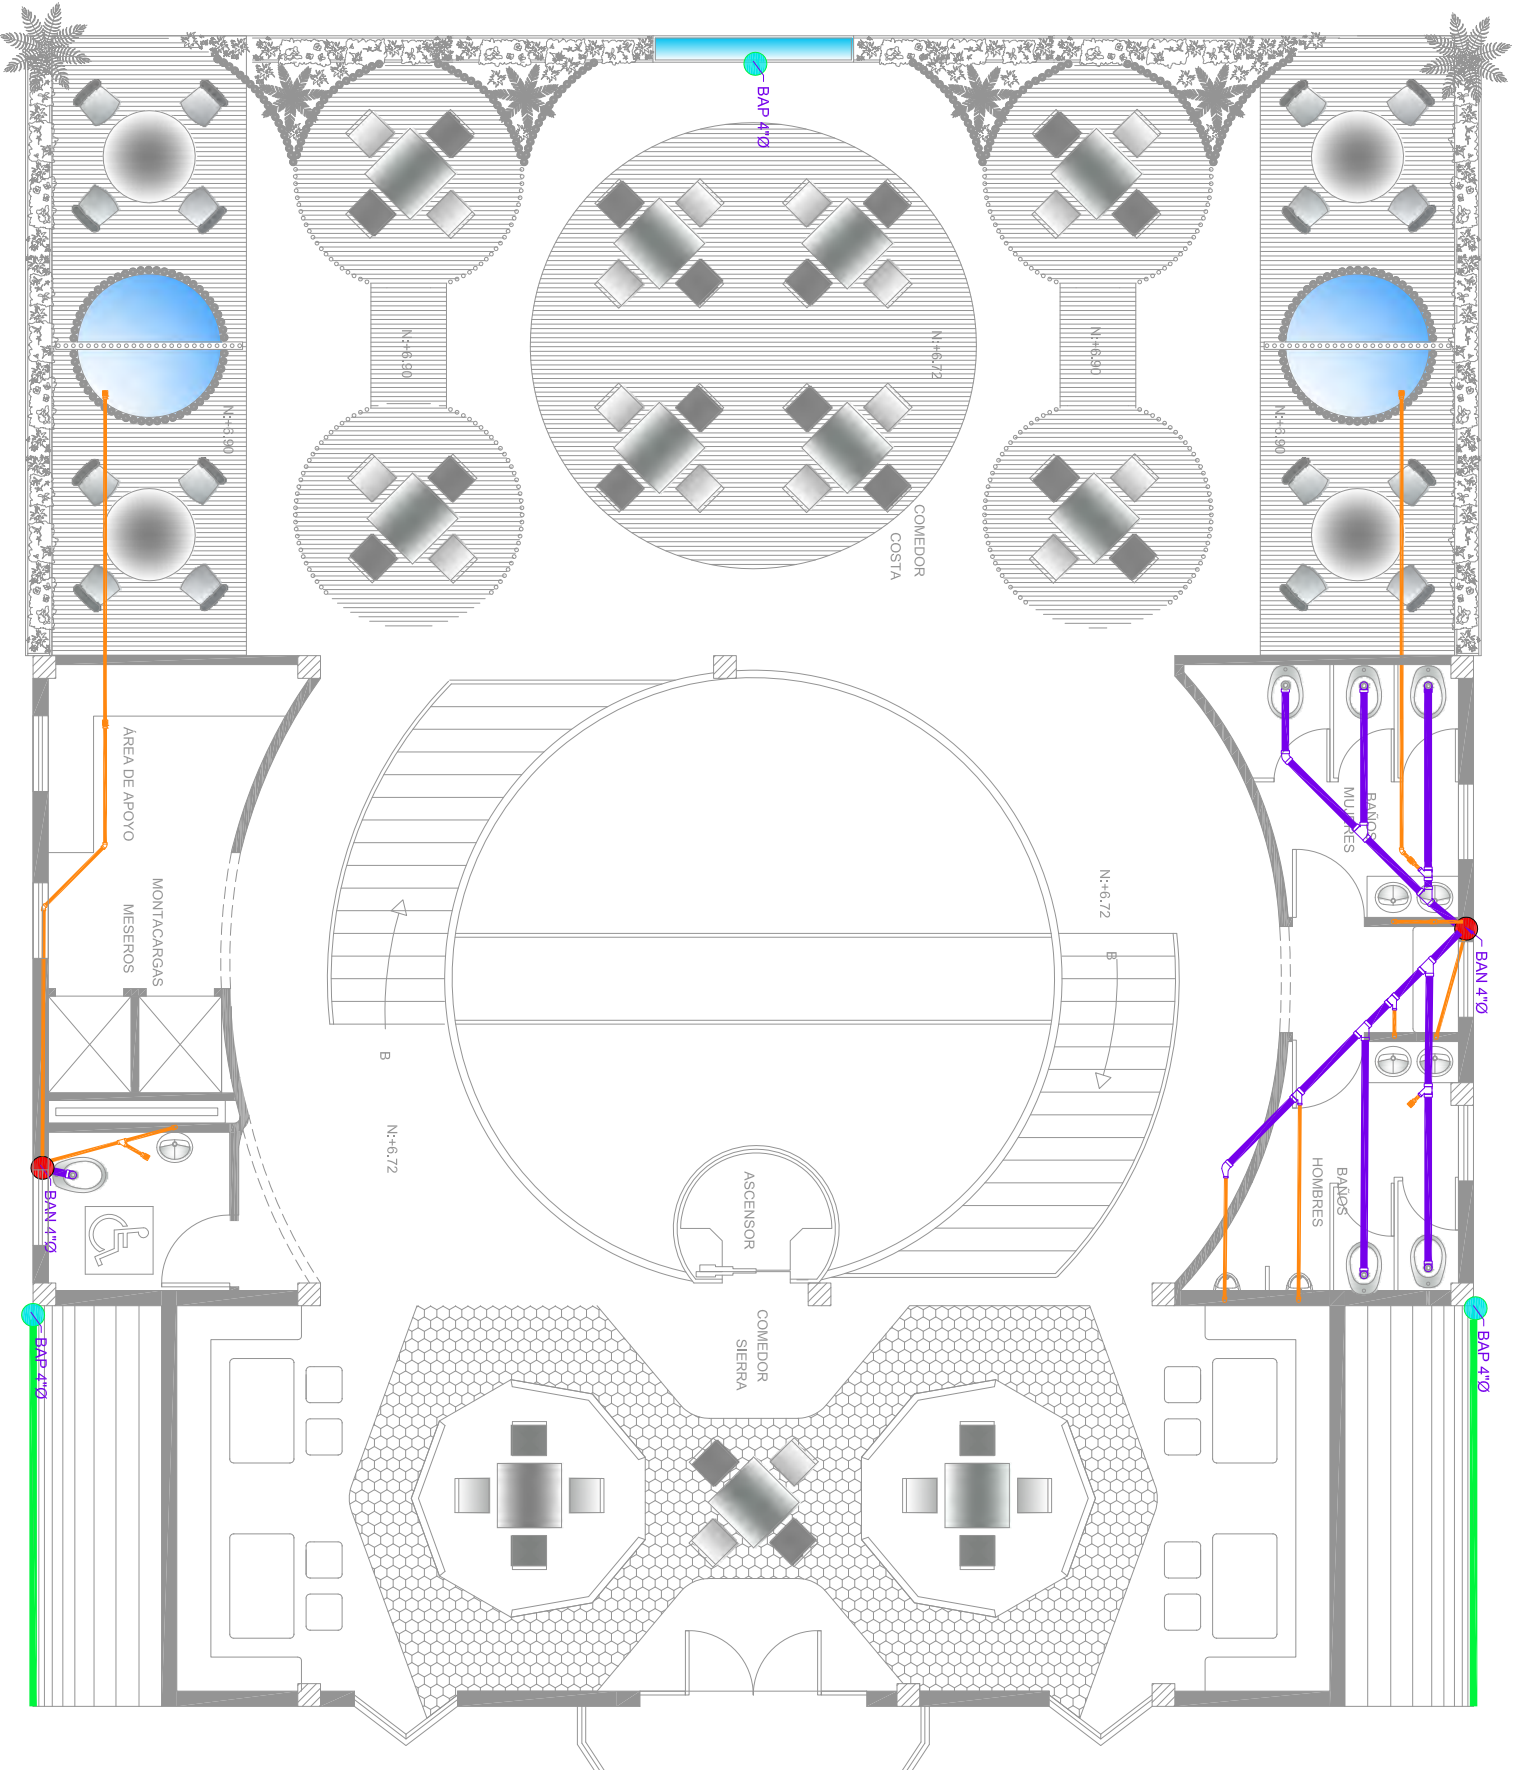 BAP 4"Ø
N:+6.90
N:+6.72
N:+6.90
N:+6.90
N:+6.90
COMEDOR
COSTA
ÁREA DE APOYO
BAÑOS
MUJERES
MONTACARGAS
MESEROS
N:+6.72
B
BAN 4"Ø
B
N:+6.72
ASCENSOR
BAÑOS
HOMBRES
BAN 4"Ø
COMEDOR
SIERRA
BAP 4"Ø
BAP 4"Ø